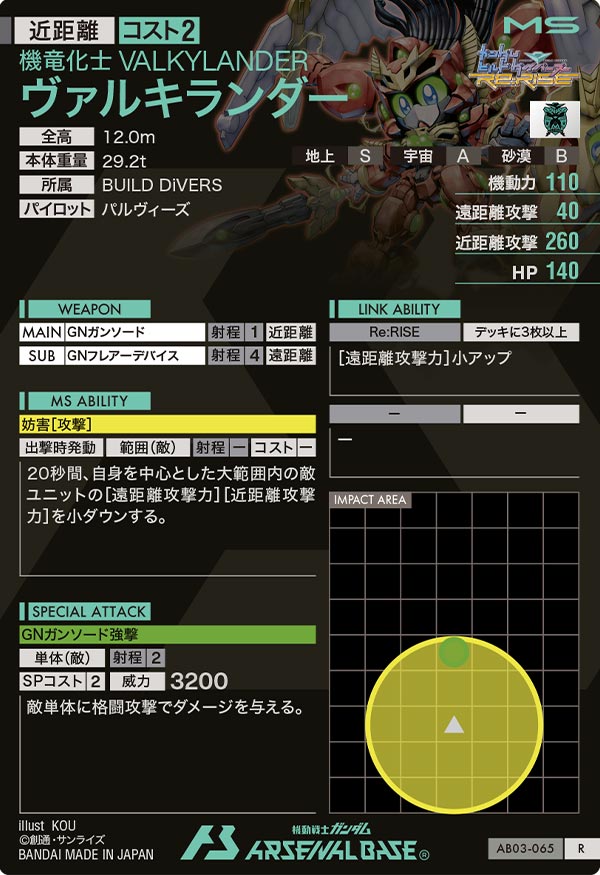 近距離 コスト2
MS
機竜化士 VALKYLANDER
ヴァルキランダー
Re:RISE
全高 12.0m
本体重量 29.2t
所属 BUILD DiVERS
パイロット パルヴィーズ
地上 S 宇宙 A 砂漠 B
機動力 110
遠距離攻撃 40
近距離攻撃 260
HP 140
WEAPON
MAIN GNガンソード 射程 1 近距離
SUB GNフレアーデバイス 射程 4 遠距離
MS ABILITY
妨害[攻撃]
出撃時発動 範囲(敵) 射程 ー コスト ー
20秒間、自身を中心とした大範囲内の敵
ユニットの[遠距離攻撃力][近距離攻撃
力]を小ダウンする。
SPECIAL ATTACK
GNガンソード強撃
単体(敵) 射程 2
SPコスト 2 威力 3200
敵単体に格闘攻撃でダメージを与える。
LINK ABILITY
Re:RISE デッキに3枚以上
[遠距離攻撃力]小アップ
ー ー
ー
IMPACT AREA
illust KOU
©創通・サンライズ
BANDAI MADE IN JAPAN
機動戦士ガンダム
AB ARSENAL BASE®
AB03-065 R